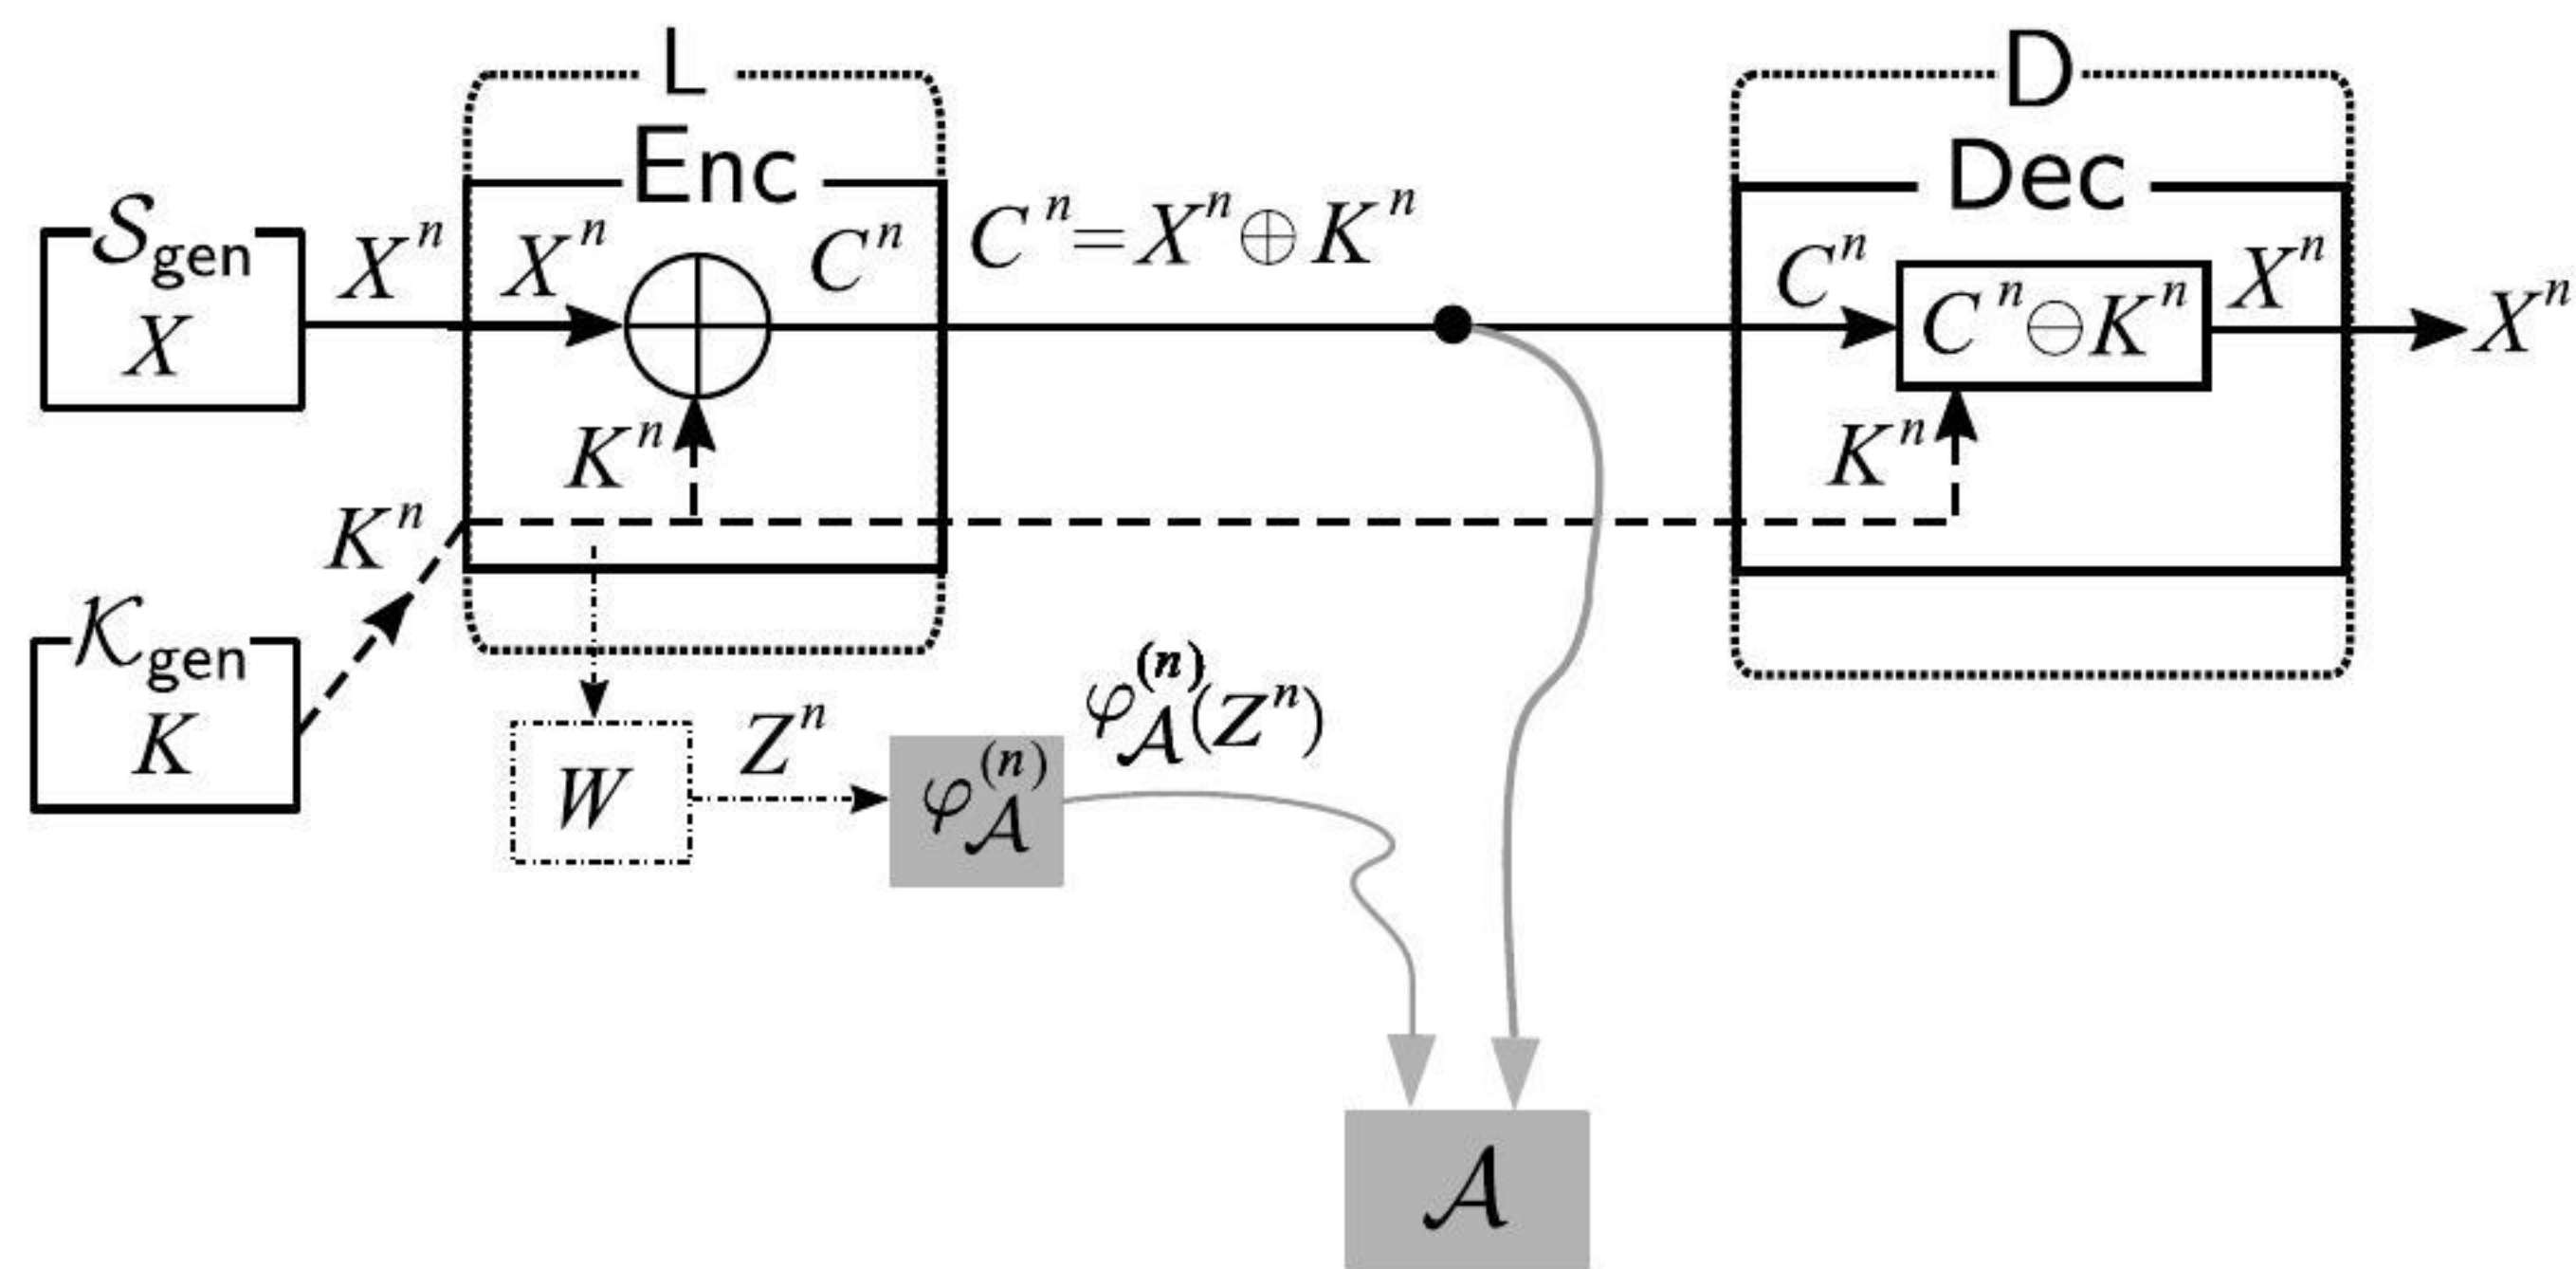 L
D
Enc
Dec
𝒮_gen
X
X^n
X^n
C^n
C^n = X^n ⊕ K^n
C^n
C^n ⊖ K^n
X^n
X^n
K^n
K^n
K^n
𝒦_gen
K
W
Z^n
φ_𝒜^(n)
φ_𝒜^(n)(Z^n)
𝒜